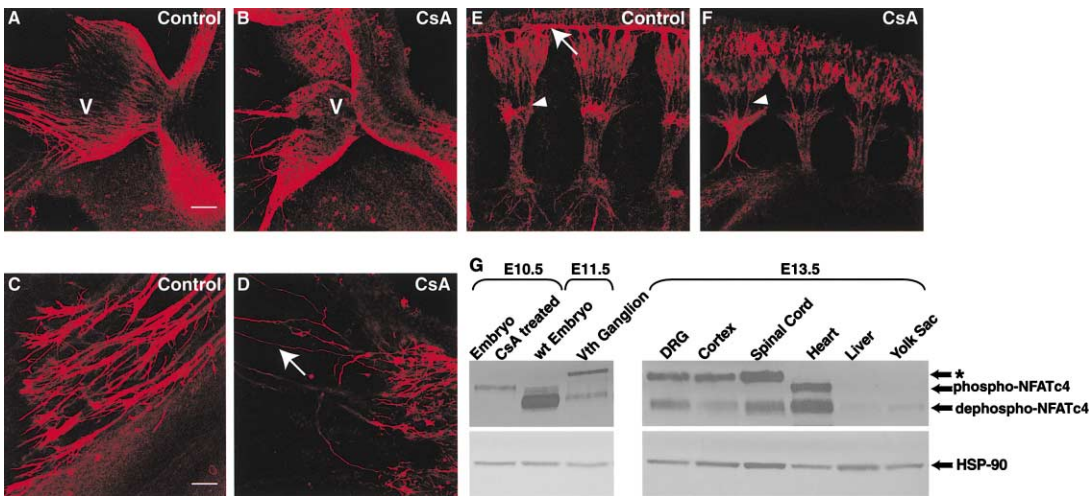 A Control
B CsA
E Control
F CsA
V
V
C Control
D CsA
G
E10.5
E11.5
E13.5
Embryo
CsA treated
wt Embryo
Vth Ganglion
DRG
Cortex
Spinal Cord
Heart
Liver
Yolk Sac
*
phospho-NFATc4
dephospho-NFATc4
HSP-90